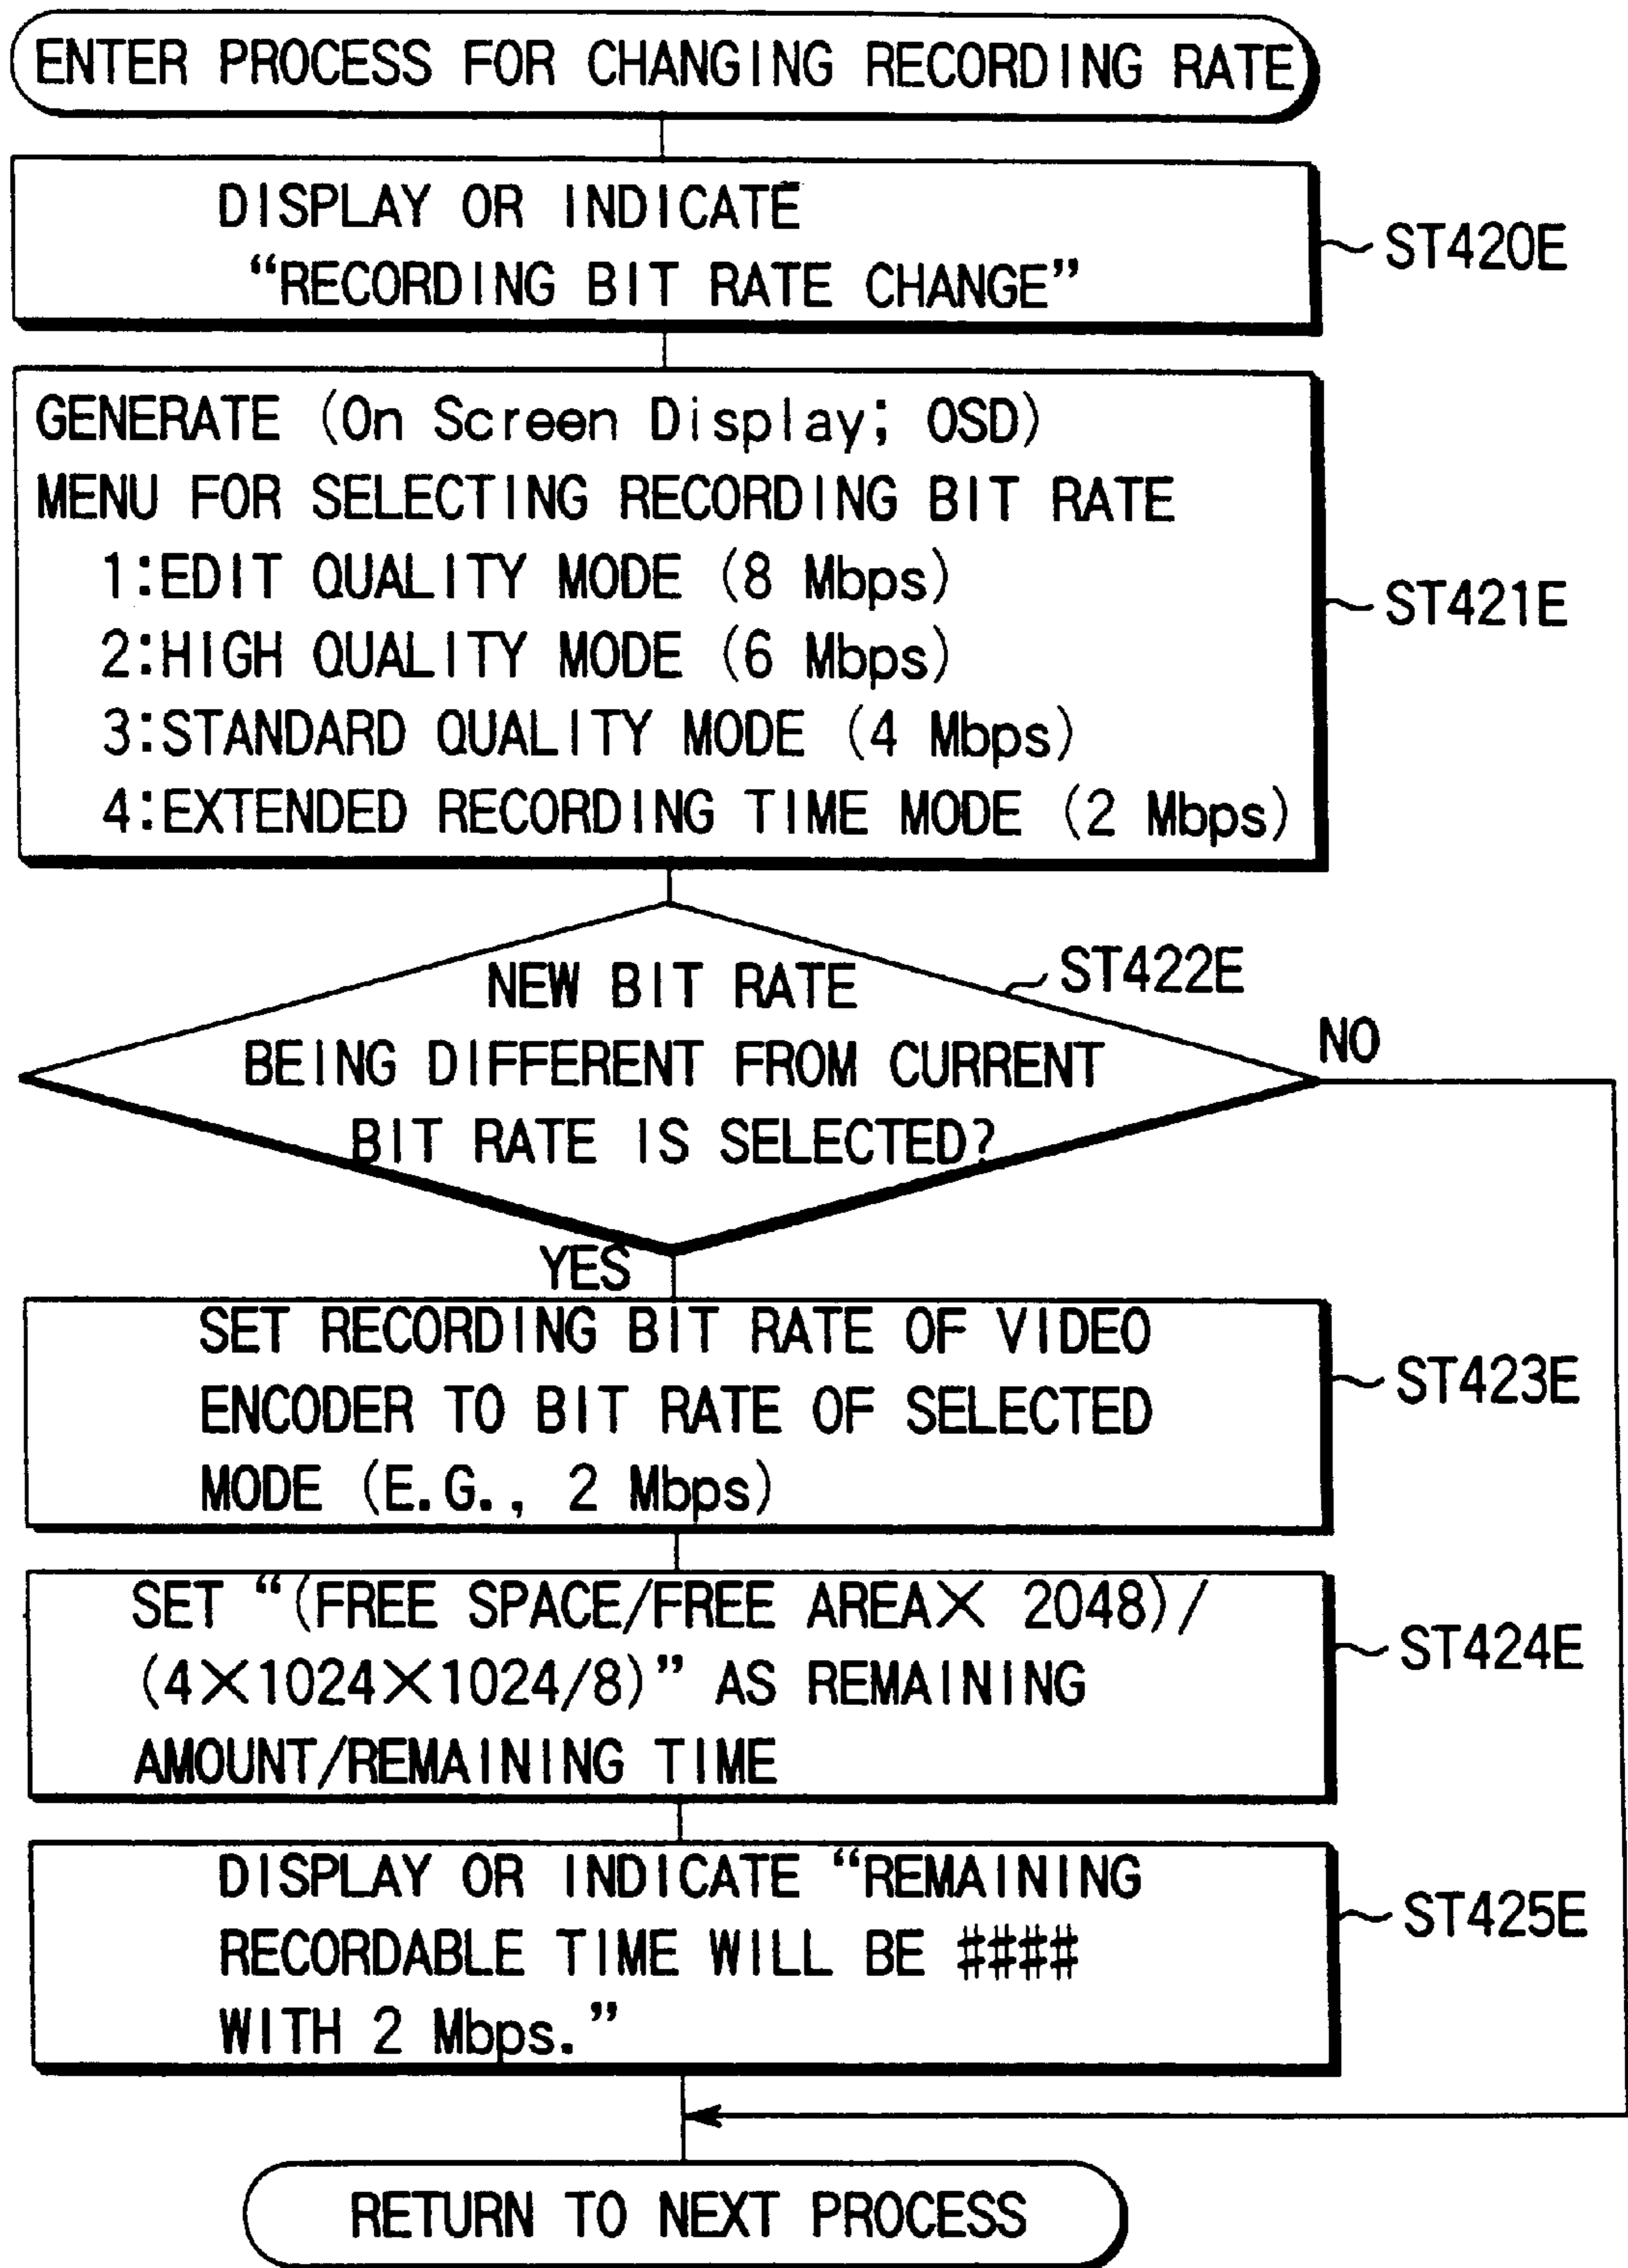 ENTER PROCESS FOR CHANGING RECORDING RATE
DISPLAY OR INDICATE
“RECORDING BIT RATE CHANGE”
ST420E
GENERATE (On Screen Display; OSD)
MENU FOR SELECTING RECORDING BIT RATE
1:EDIT QUALITY MODE (8 Mbps)
2:HIGH QUALITY MODE (6 Mbps)
3:STANDARD QUALITY MODE (4 Mbps)
4:EXTENDED RECORDING TIME MODE (2 Mbps)
ST421E
NEW BIT RATE
BEING DIFFERENT FROM CURRENT
BIT RATE IS SELECTED?
ST422E
NO
YES
SET RECORDING BIT RATE OF VIDEO
ENCODER TO BIT RATE OF SELECTED
MODE (E.G., 2 Mbps)
ST423E
SET “(FREE SPACE/FREE AREA× 2048)/
(4×1024×1024/8)” AS REMAINING
AMOUNT/REMAINING TIME
ST424E
DISPLAY OR INDICATE “REMAINING
RECORDABLE TIME WILL BE ####
WITH 2 Mbps.”
ST425E
RETURN TO NEXT PROCESS